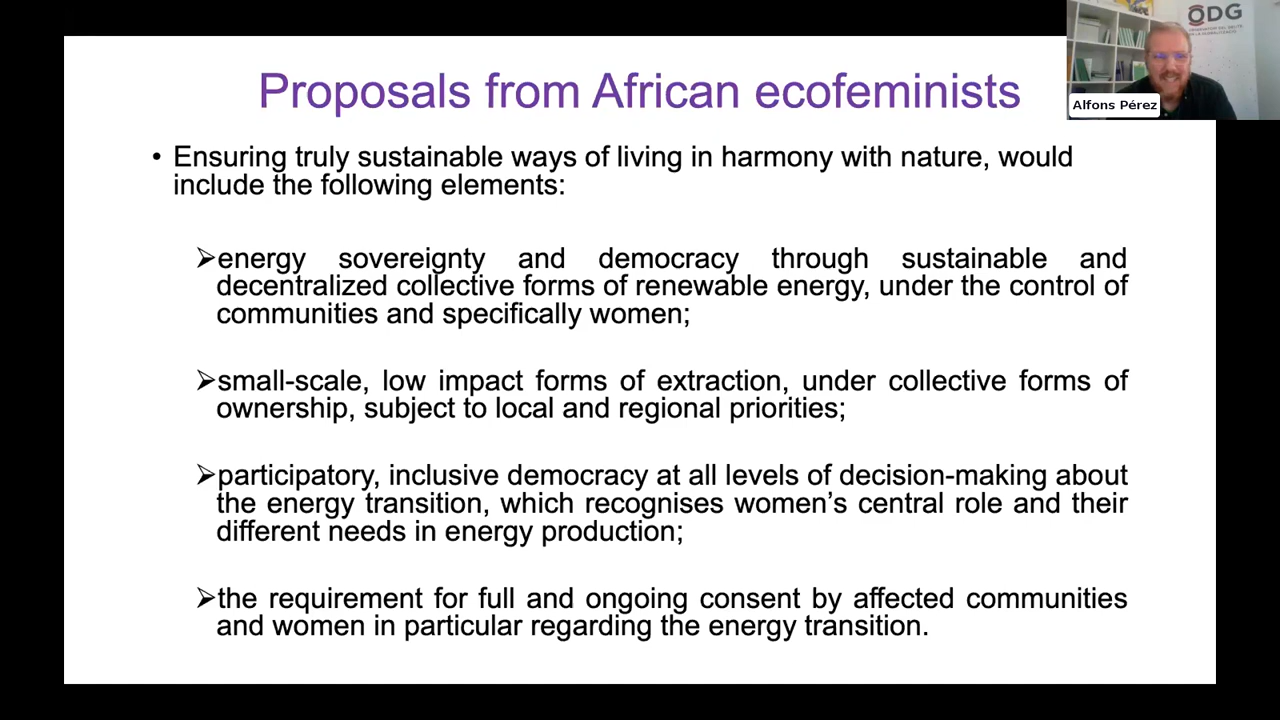 Proposals from African ecofeminists
ODG
Alfons Pérez
• Ensuring truly sustainable ways of living in harmony with nature, would
include the following elements:
➢energy sovereignty and democracy through sustainable and
decentralized collective forms of renewable energy, under the control of
communities and specifically women;
➢small-scale, low impact forms of extraction, under collective forms of
ownership, subject to local and regional priorities;
➢participatory, inclusive democracy at all levels of decision-making about
the energy transition, which recognises women’s central role and their
different needs in energy production;
➢the requirement for full and ongoing consent by affected communities
and women in particular regarding the energy transition.